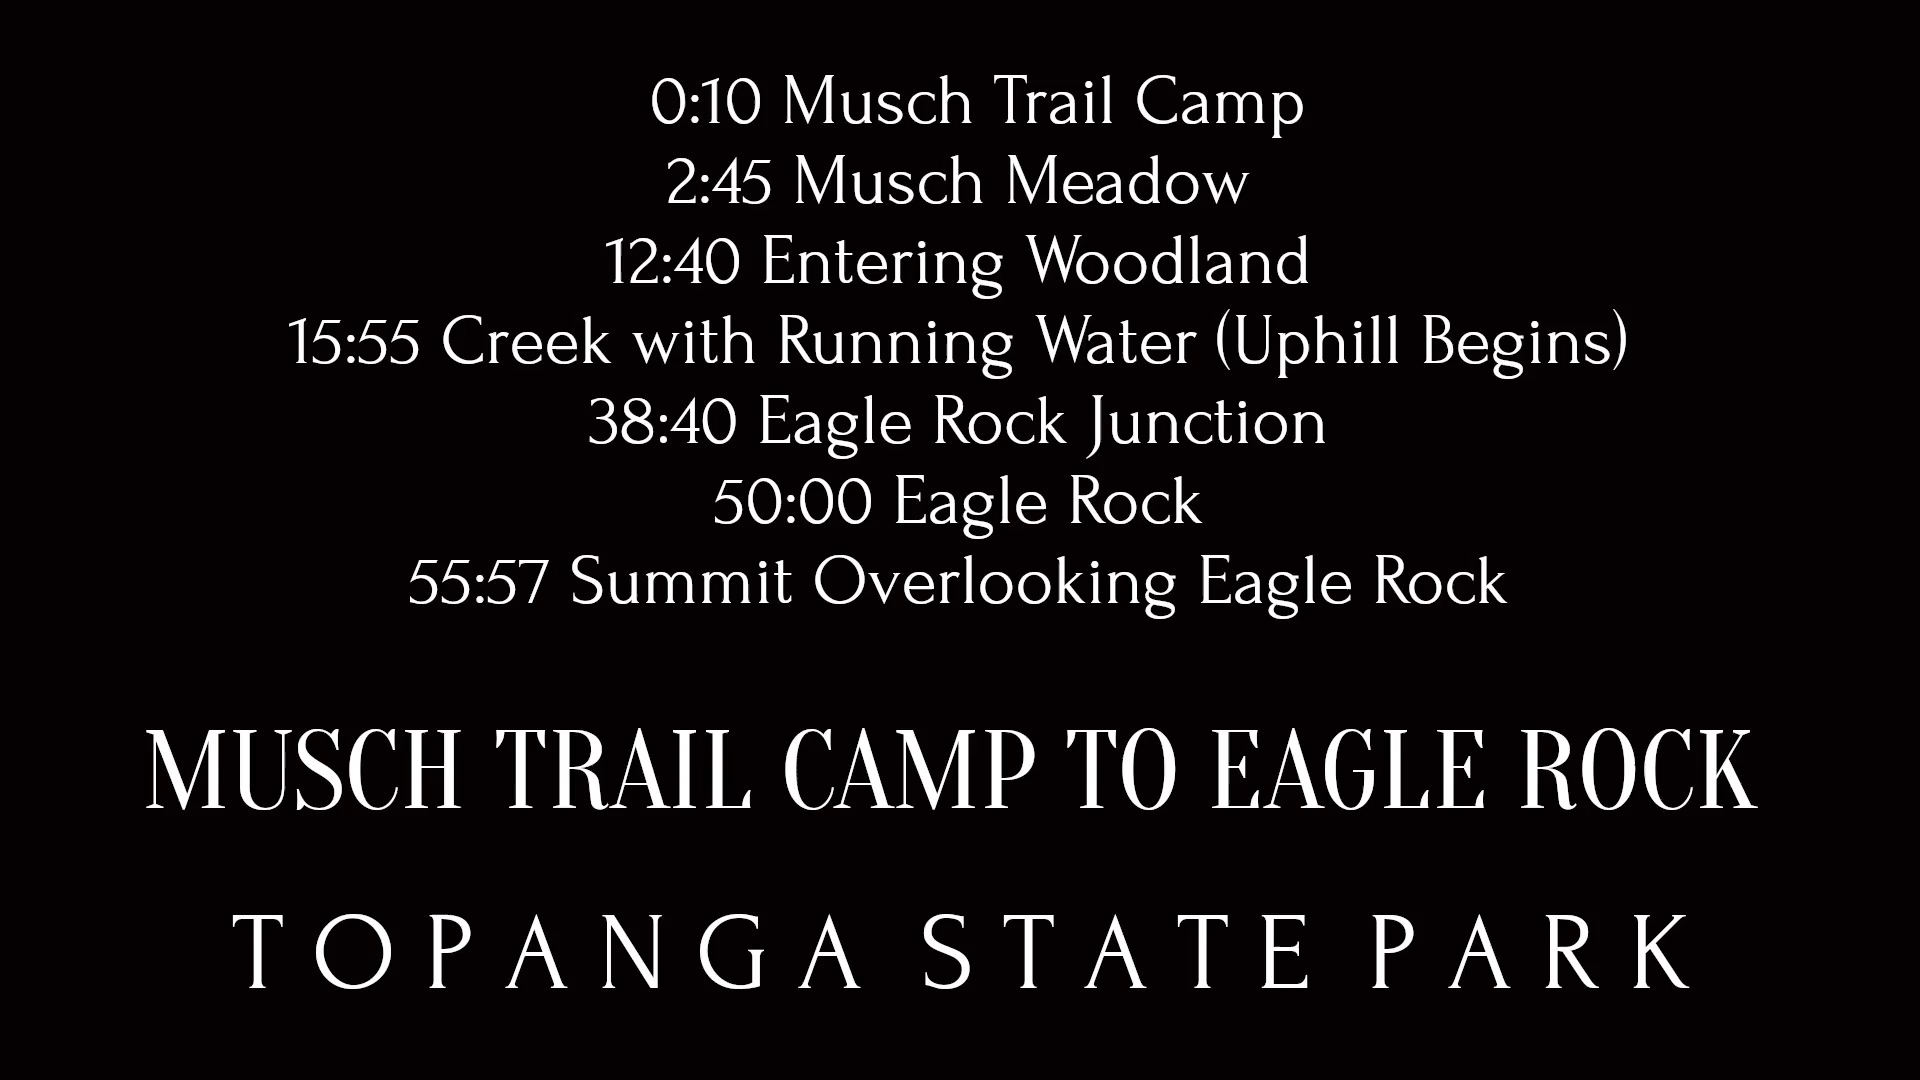 0:10 Musch Trail Camp
2:45 Musch Meadow
12:40 Entering Woodland
15:55 Creek with Running Water (Uphill Begins)
38:40 Eagle Rock Junction
50:00 Eagle Rock
55:57 Summit Overlooking Eagle Rock
MUSCH TRAIL CAMP TO EAGLE ROCK
TOPANGA STATE PARK